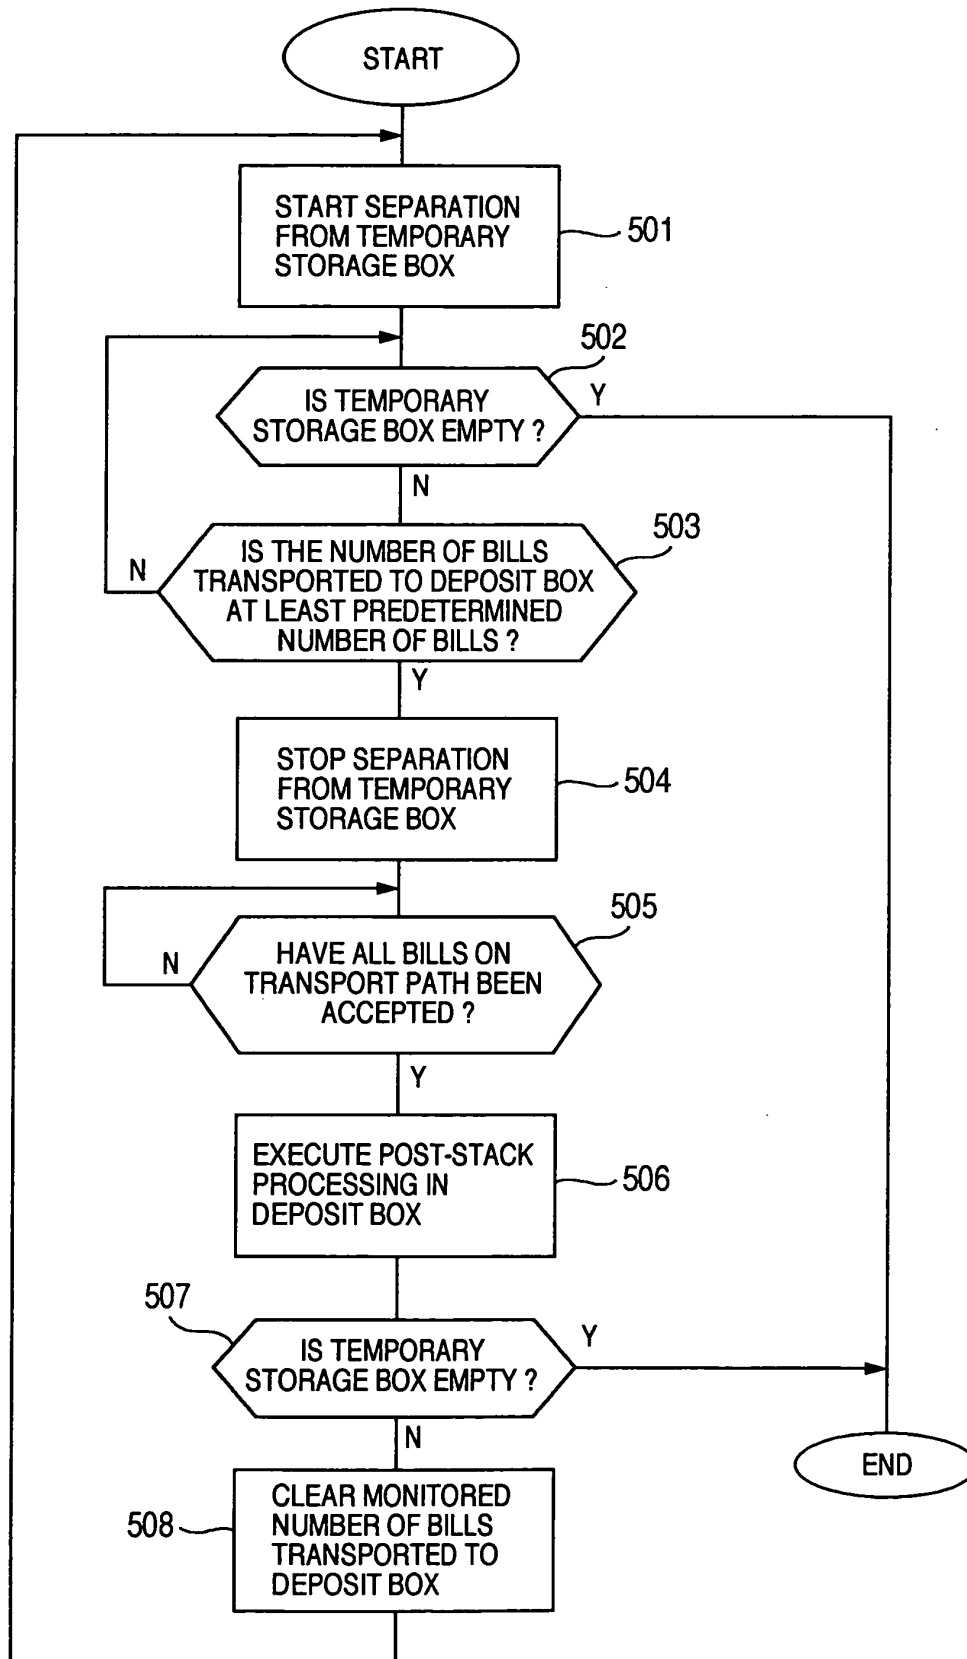 START
START SEPARATION
FROM TEMPORARY
STORAGE BOX
501
502
IS TEMPORARY
STORAGE BOX EMPTY ?
Y
N
503
IS THE NUMBER OF BILLS
TRANSPORTED TO DEPOSIT BOX
AT LEAST PREDETERMINED
NUMBER OF BILLS ?
N
Y
STOP SEPARATION
FROM TEMPORARY
STORAGE BOX
504
505
HAVE ALL BILLS ON
TRANSPORT PATH BEEN
ACCEPTED ?
N
Y
EXECUTE POST-STACK
PROCESSING IN
DEPOSIT BOX
506
507
IS TEMPORARY
STORAGE BOX EMPTY ?
Y
N
END
CLEAR MONITORED
NUMBER OF BILLS
TRANSPORTED TO
DEPOSIT BOX
508